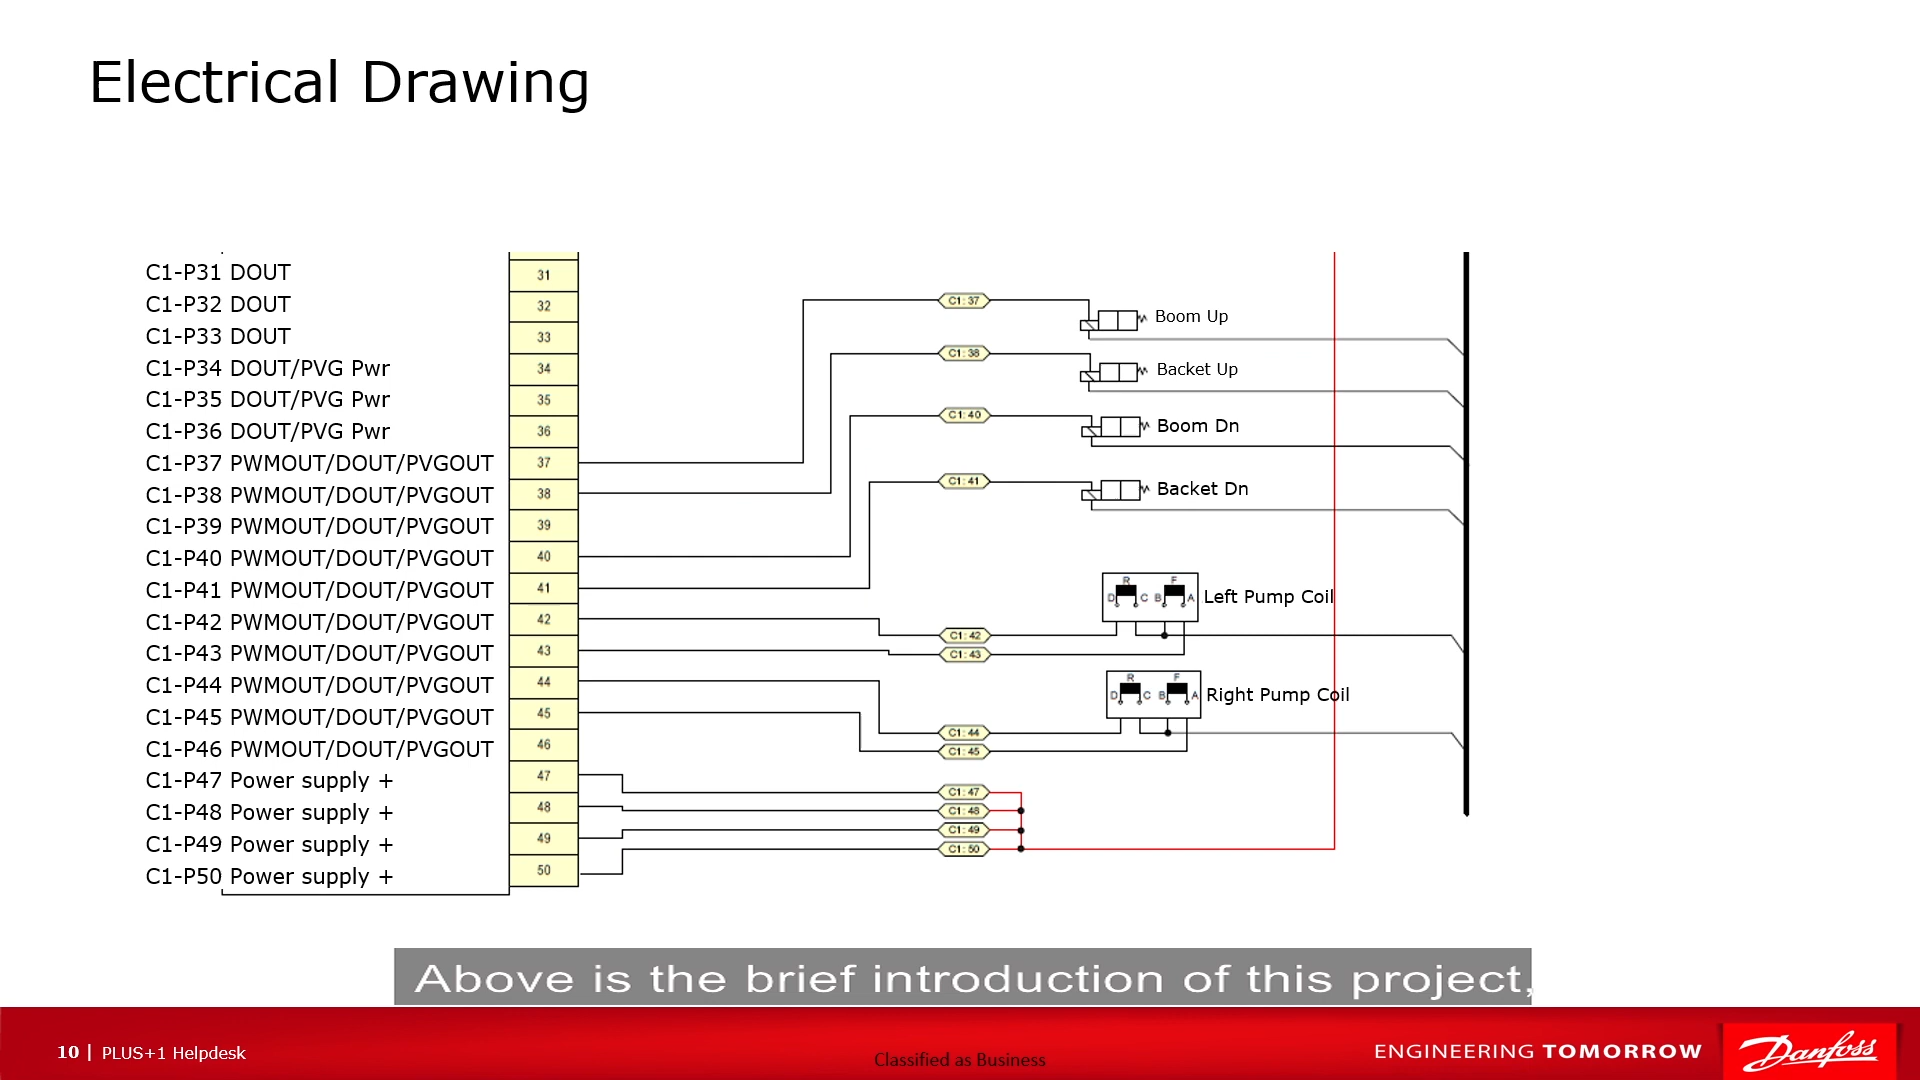 Electrical Drawing
C1-P31 DOUT 31
C1-P32 DOUT 32
C1-P33 DOUT 33
C1-P34 DOUT/PVG Pwr 34
C1-P35 DOUT/PVG Pwr 35
C1-P36 DOUT/PVG Pwr 36
C1-P37 PWMOUT/DOUT/PVGOUT 37
C1-P38 PWMOUT/DOUT/PVGOUT 38
C1-P39 PWMOUT/DOUT/PVGOUT 39
C1-P40 PWMOUT/DOUT/PVGOUT 40
C1-P41 PWMOUT/DOUT/PVGOUT 41
C1-P42 PWMOUT/DOUT/PVGOUT 42
C1-P43 PWMOUT/DOUT/PVGOUT 43
C1-P44 PWMOUT/DOUT/PVGOUT 44
C1-P45 PWMOUT/DOUT/PVGOUT 45
C1-P46 PWMOUT/DOUT/PVGOUT 46
C1-P47 Power supply + 47
C1-P48 Power supply + 48
C1-P49 Power supply + 49
C1-P50 Power supply + 50
C1:37 Boom Up
C1:38 Backet Up
C1:40 Boom Dn
C1:41 Backet Dn
R F
D C B A Left Pump Coil
C1:42
C1:43
R F
D C B A Right Pump Coil
C1:44
C1:45
C1:47
C1:48
C1:49
C1:50
Above is the brief introduction of this project,
10 | PLUS+1 Helpdesk
Classified as Business
ENGINEERING TOMORROW
Danfoss